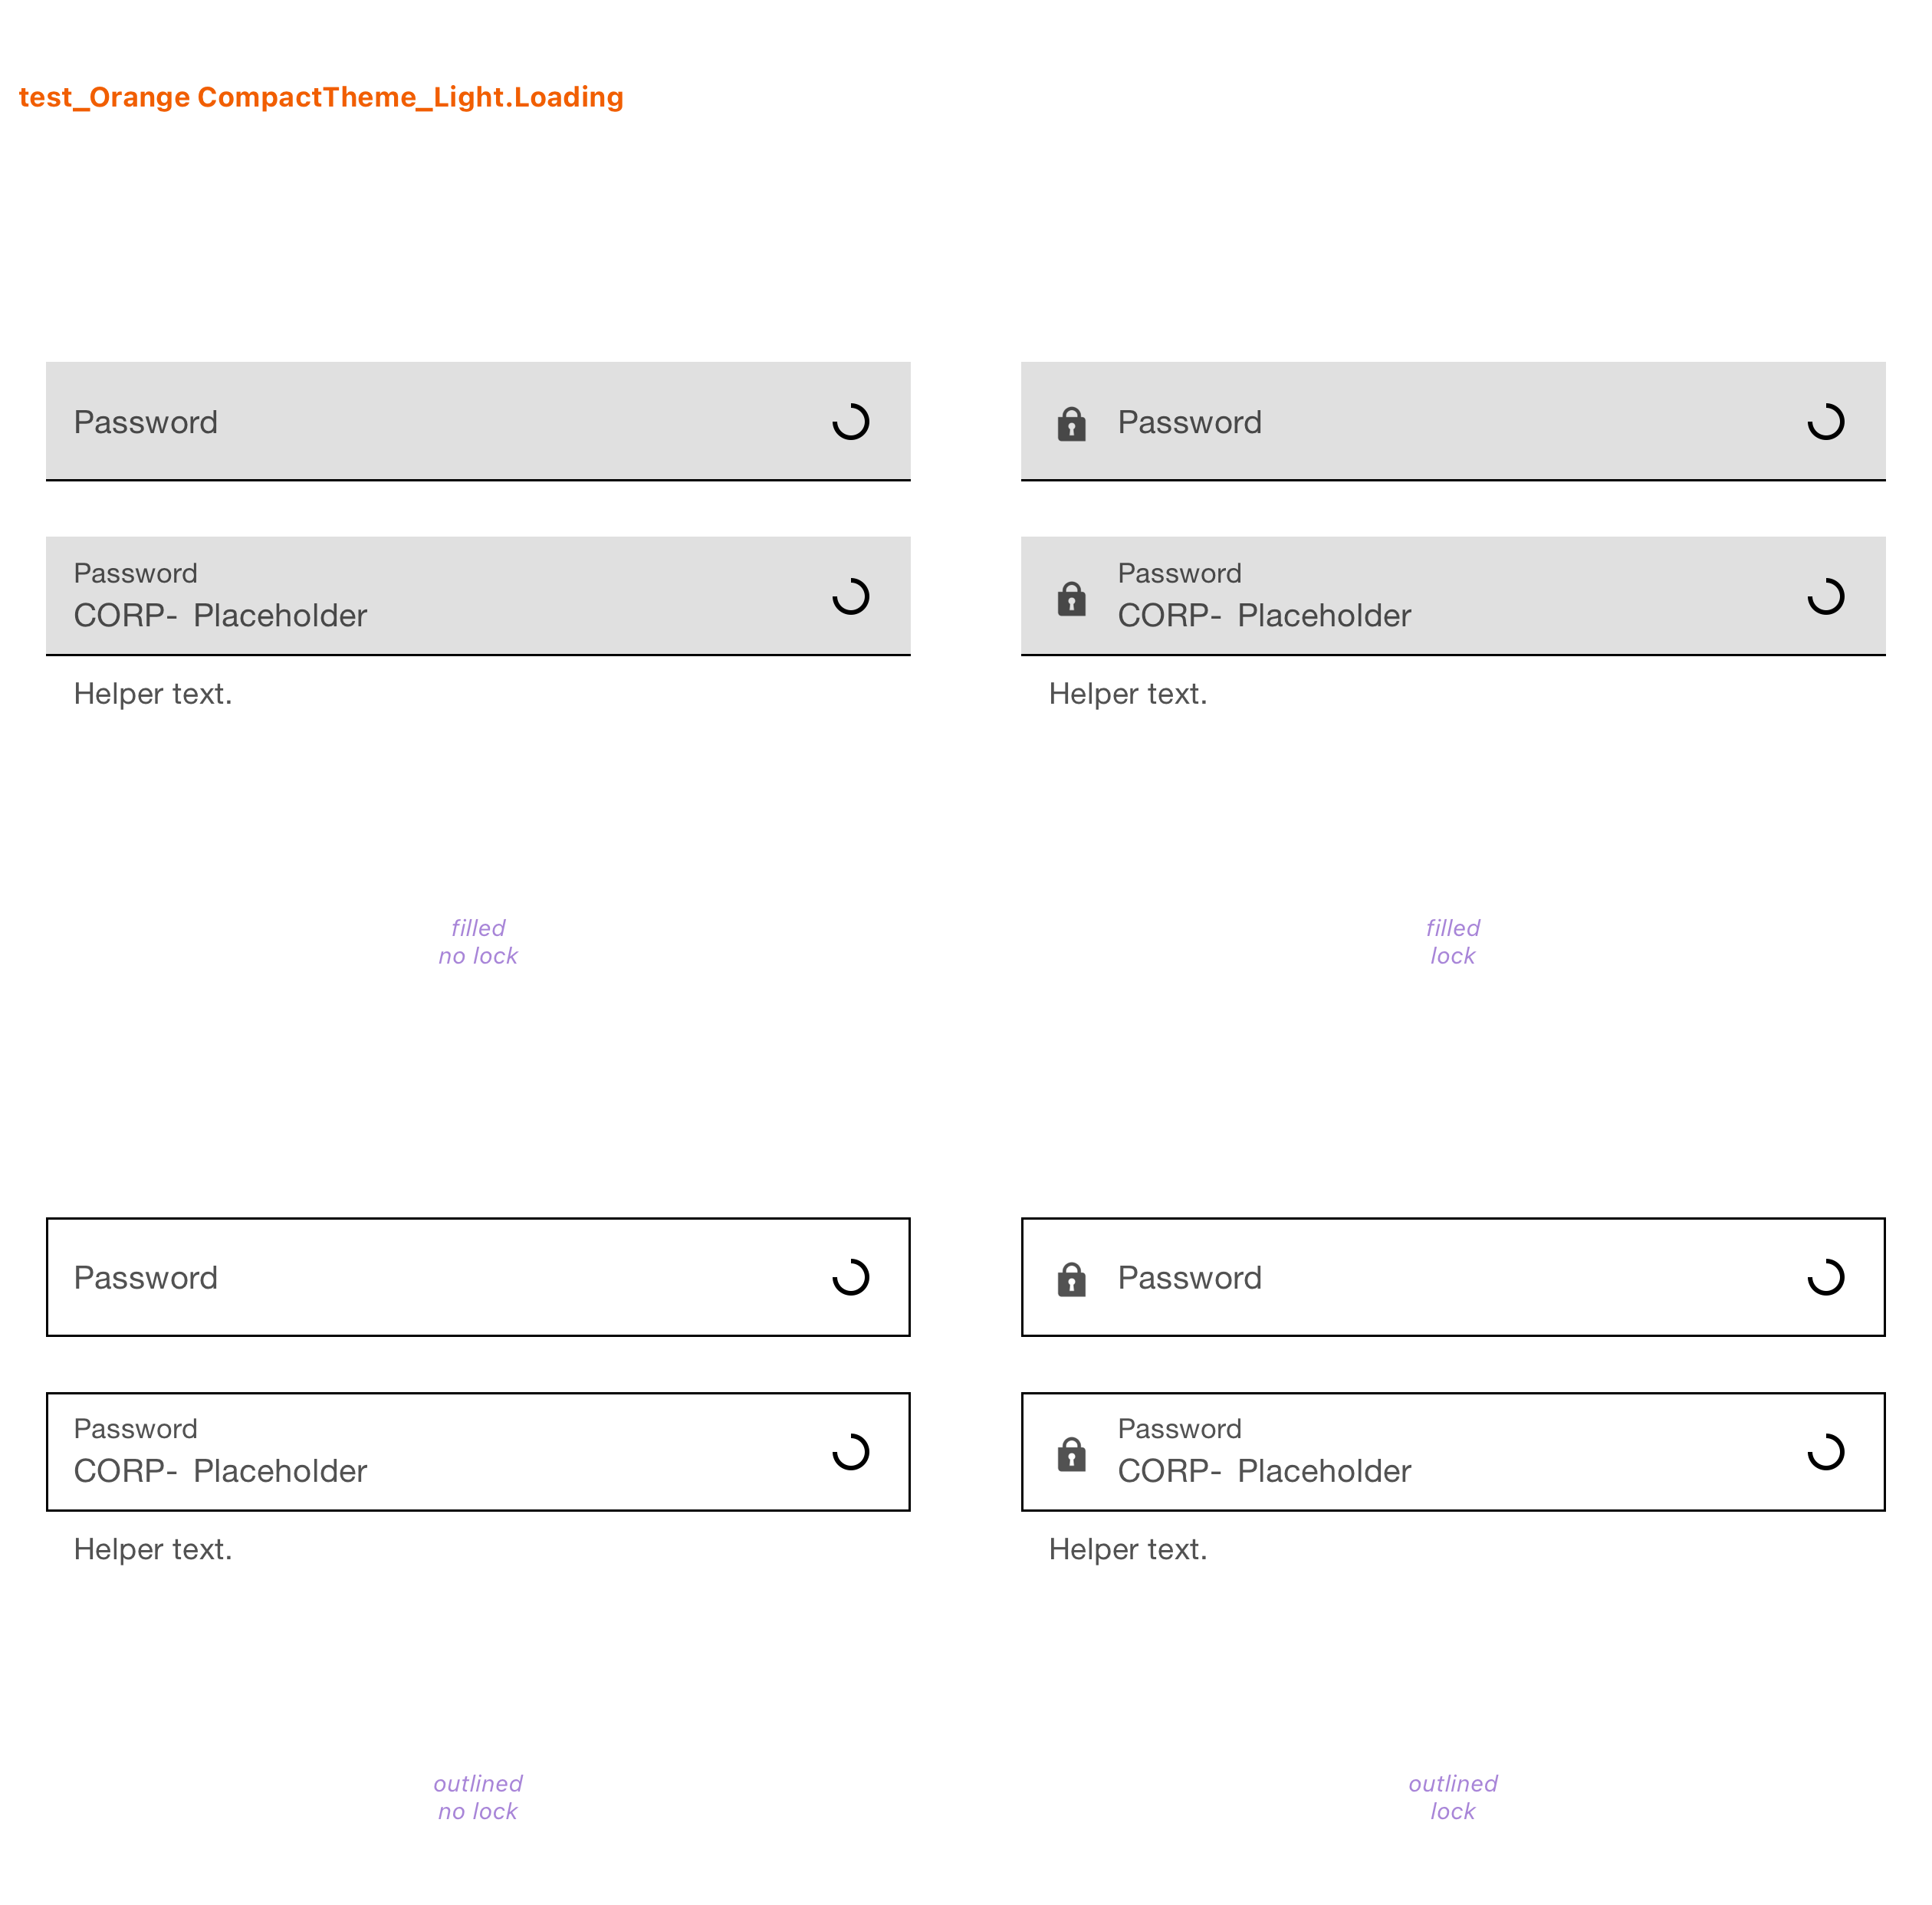 test_Orange CompactTheme_Light.Loading
Password
Password
CORP- Placeholder
Helper text.
filled
no lock
Password
Password
CORP- Placeholder
Helper text.
filled
lock
Password
Password
CORP- Placeholder
Helper text.
outlined
no lock
Password
Password
CORP- Placeholder
Helper text.
outlined
lock